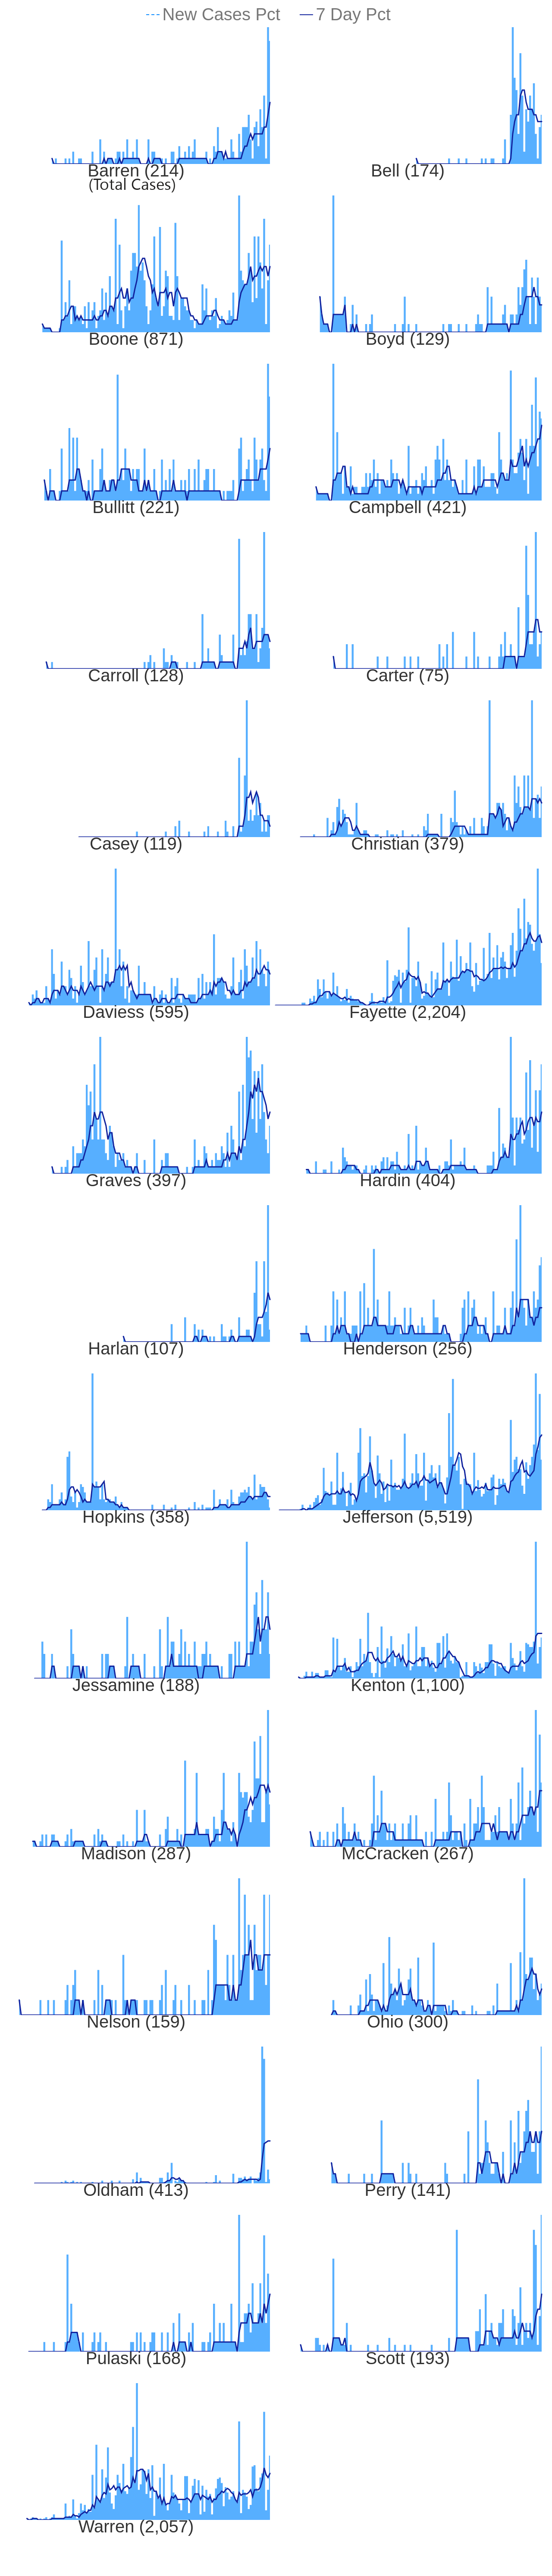 New Cases Pct 7 Day Pct
Barren (214) Bell (174)
(Total Cases)
Boone (871) Boyd (129)
Bullitt (221) Campbell (421)
Carroll (128) Carter (75)
Casey (119) Christian (379)
Daviess (595) Fayette (2,204)
Graves (397) Hardin (404)
Harlan (107) Henderson (256)
Hopkins (358) Jefferson (5,519)
Jessamine (188) Kenton (1,100)
Madison (287) McCracken (267)
Nelson (159) Ohio (300)
Oldham (413) Perry (141)
Pulaski (168) Scott (193)
Warren (2,057)